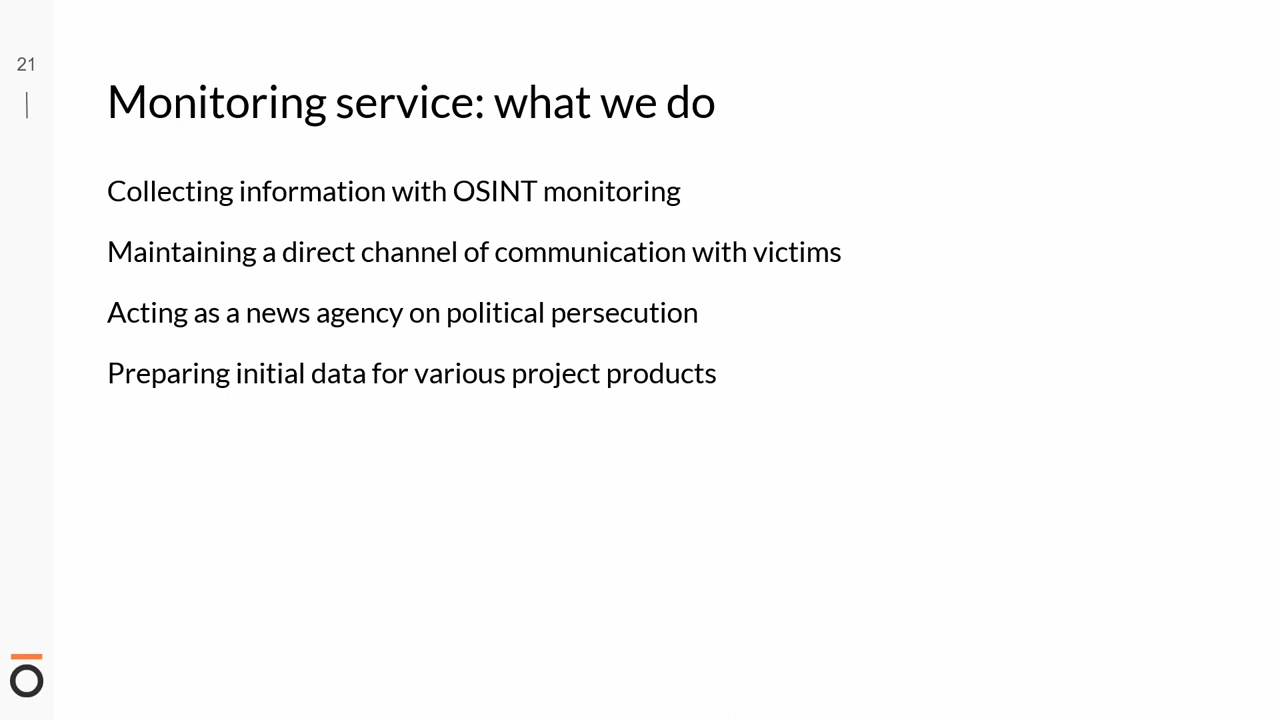 21
Monitoring service: what we do
Collecting information with OSINT monitoring
Maintaining a direct channel of communication with victims
Acting as a news agency on political persecution
Preparing initial data for various project products